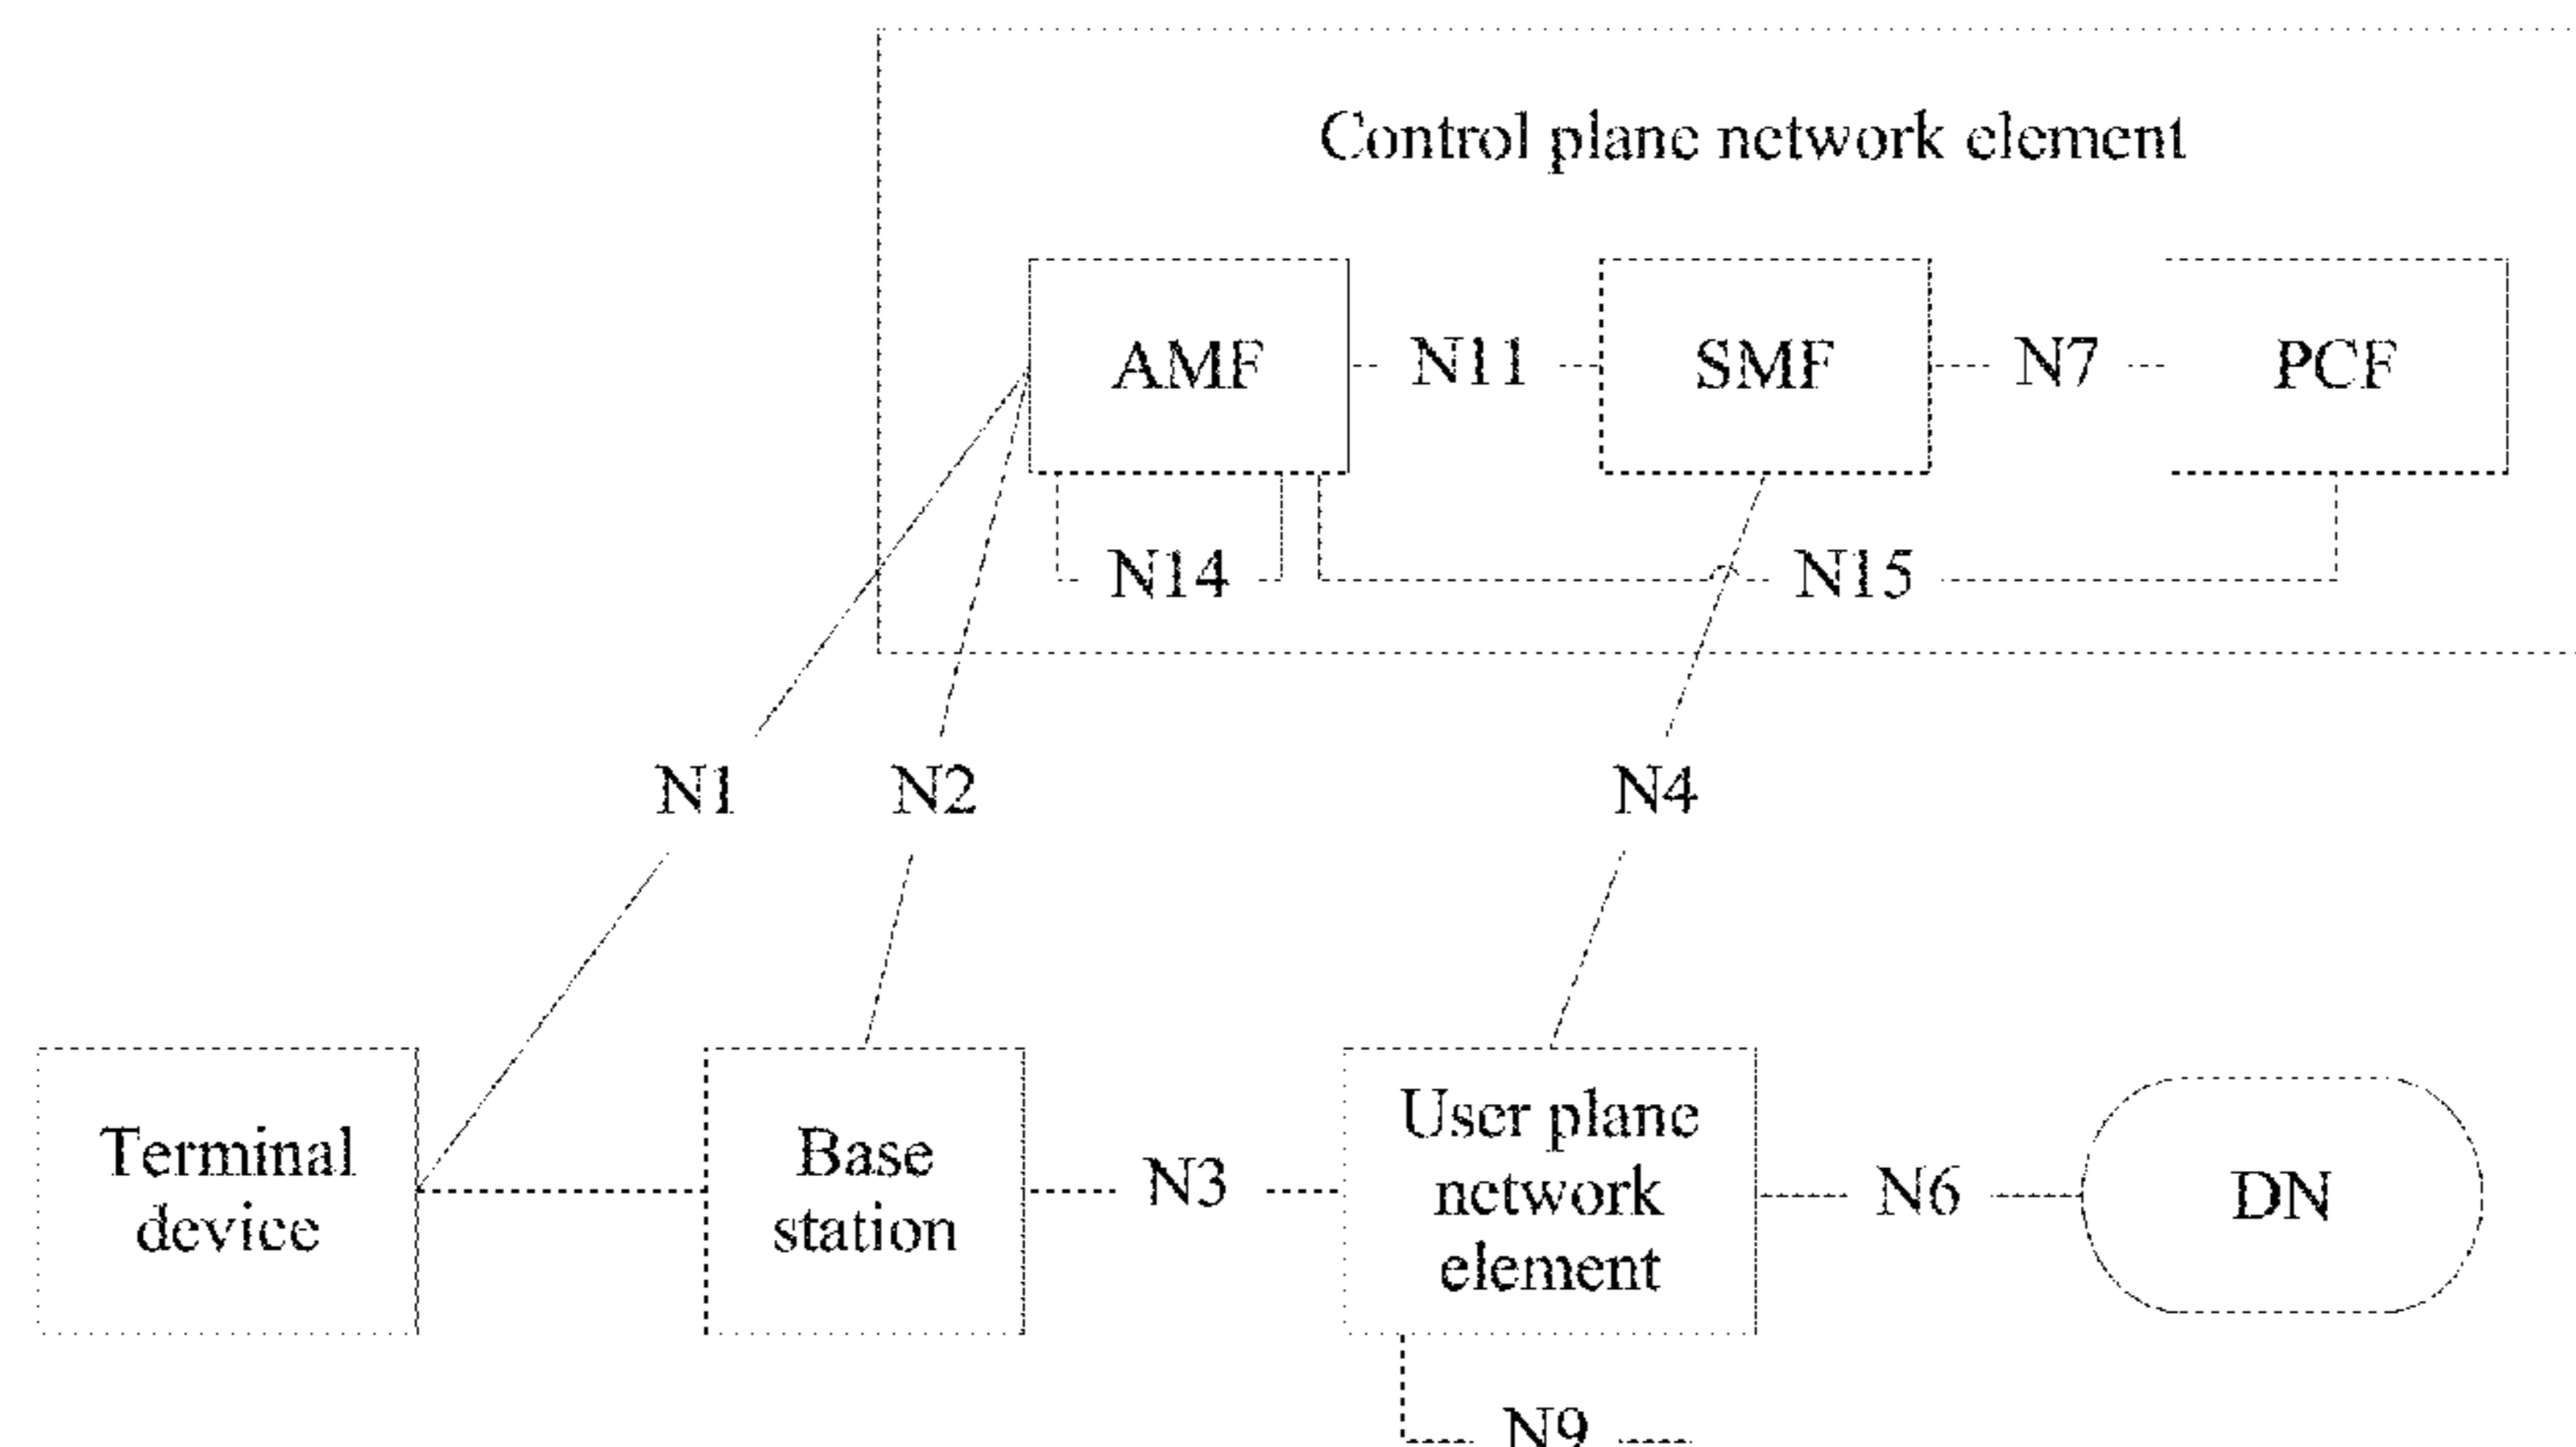 Control plane network element
AMF
N11
SMF
N7
PCF
N14
N15
N1
N2
N4
Terminal
device
Base
station
N3
User plane
network
element
N6
DN
N9